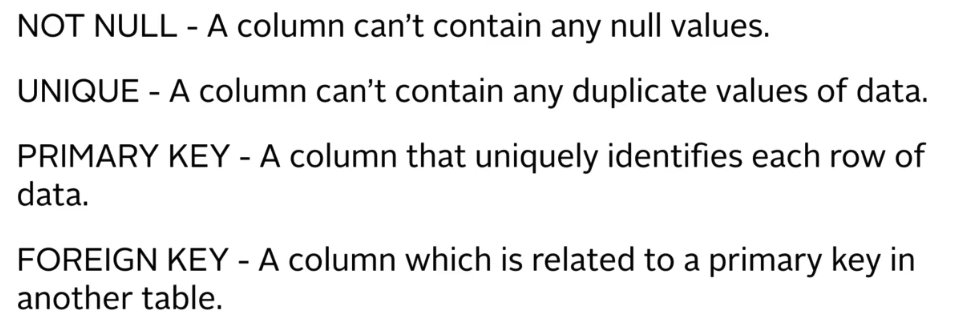 NOT NULL - A column can’t contain any null values.
UNIQUE - A column can’t contain any duplicate values of data.
PRIMARY KEY - A column that uniquely identifies each row of
data.
FOREIGN KEY - A column which is related to a primary key in
another table.